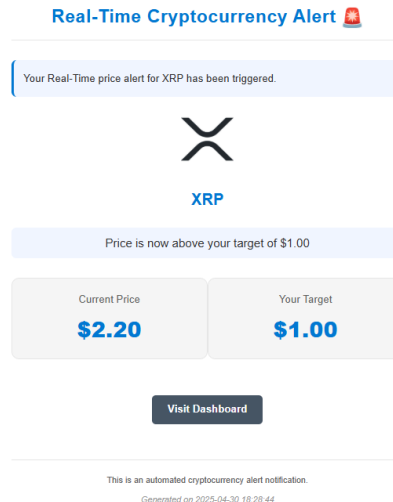 Real-Time Cryptocurrency Alert 🚨
Your Real-Time price alert for XRP has been triggered.
XRP
Price is now above your target of $1.00
Current Price
$2.20
Your Target
$1.00
Visit Dashboard
This is an automated cryptocurrency alert notification.
Generated on 2025-04-30 18:28:44